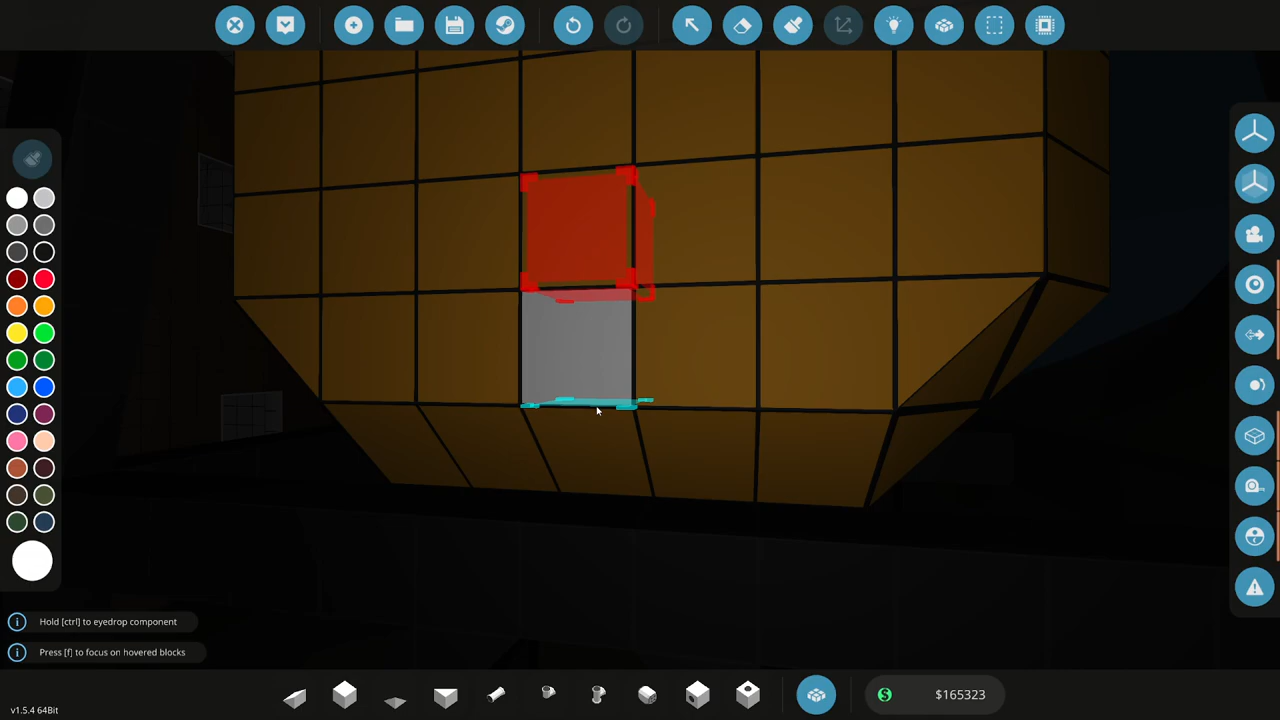 Hold [ctrl] to eyedrop component
Press [f] to focus on hovered blocks
$165323
v1.5.4 64Bit